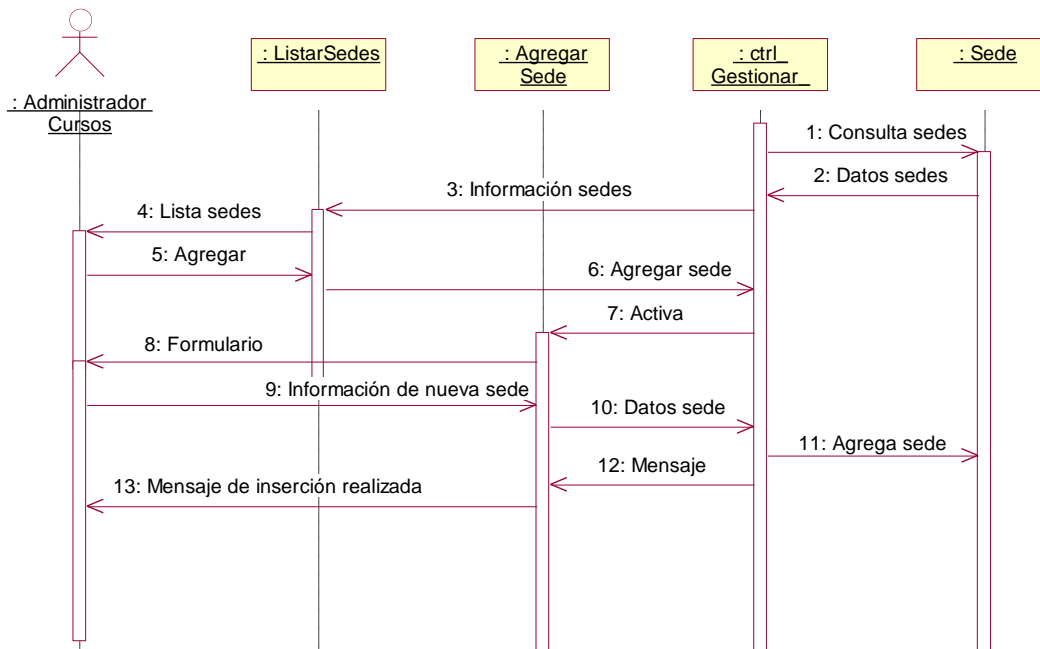 : ListarSedes
: Agregar
Sede
: ctrl_
Gestionar_
: Sede
: Administrador
Cursos
1: Consulta sedes
2: Datos sedes
3: Información sedes
4: Lista sedes
5: Agregar
6: Agregar sede
7: Activa
8: Formulario
9: Información de nueva sede
10: Datos sede
11: Agrega sede
12: Mensaje
13: Mensaje de inserción realizada